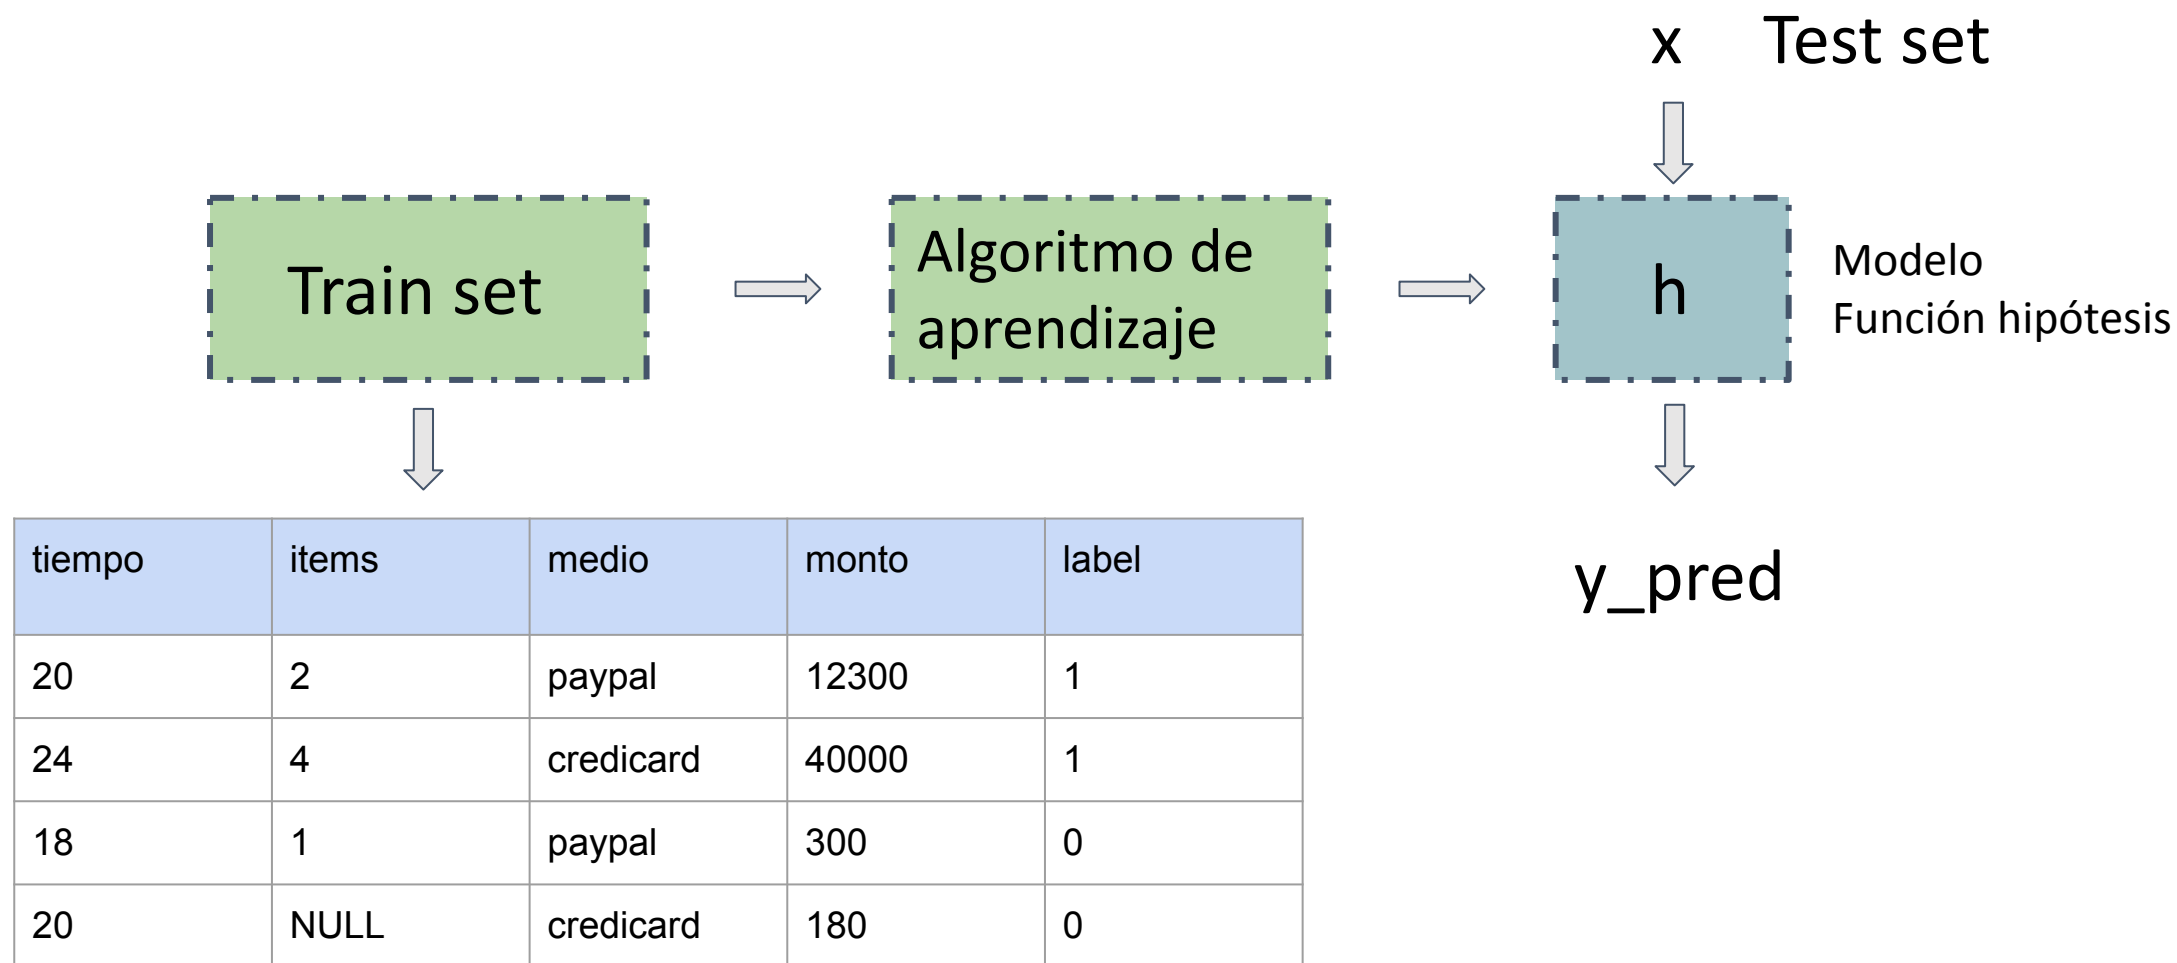 x Test set
Train set
Algoritmo de
aprendizaje
h
Modelo
Función hipótesis
tiempo items medio monto label
20 2 paypal 12300 1
24 4 credicard 40000 1
18 1 paypal 300 0
20 NULL credicard 180 0
y_pred